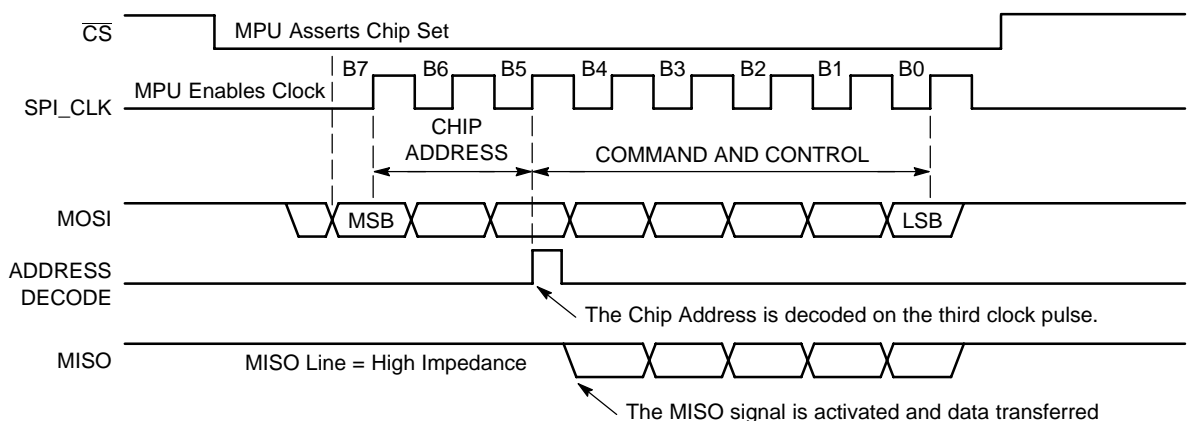 CS
MPU Asserts Chip Set
B7 B6 B5 B4 B3 B2 B1 B0
MPU Enables Clock
SPI_CLK
CHIP
ADDRESS
COMMAND AND CONTROL
MOSI
MSB
LSB
ADDRESS
DECODE
The Chip Address is decoded on the third clock pulse.
MISO
MISO Line = High Impedance
The MISO signal is activated and data transferred